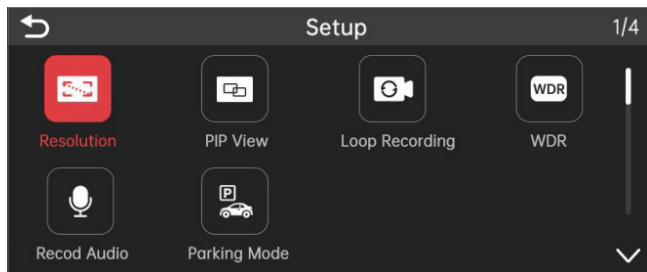 Setup
1/4
Resolution
PIP View
Loop Recording
WDR
WDR
Recod Audio
P
Parking Mode